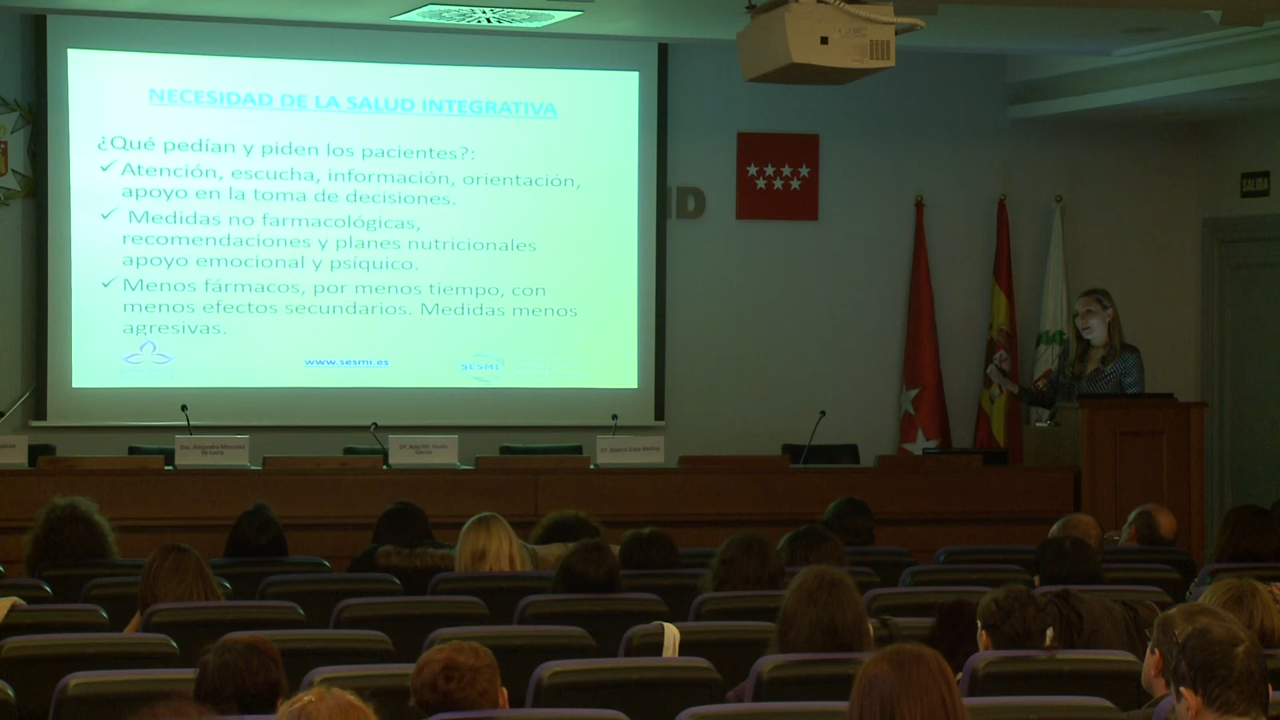 NECESIDAD DE LA SALUD INTEGRATIVA
¿Qué pedían y piden los pacientes?:
✓ Atención, escucha, información, orientación,
apoyo en la toma de decisiones.
✓ Medidas no farmacológicas,
recomendaciones y planes nutricionales
apoyo emocional y psíquico.
✓ Menos fármacos, por menos tiempo, con
menos efectos secundarios. Medidas menos
agresivas.
www.sesmi.es
SESMI
ID
SALIDA